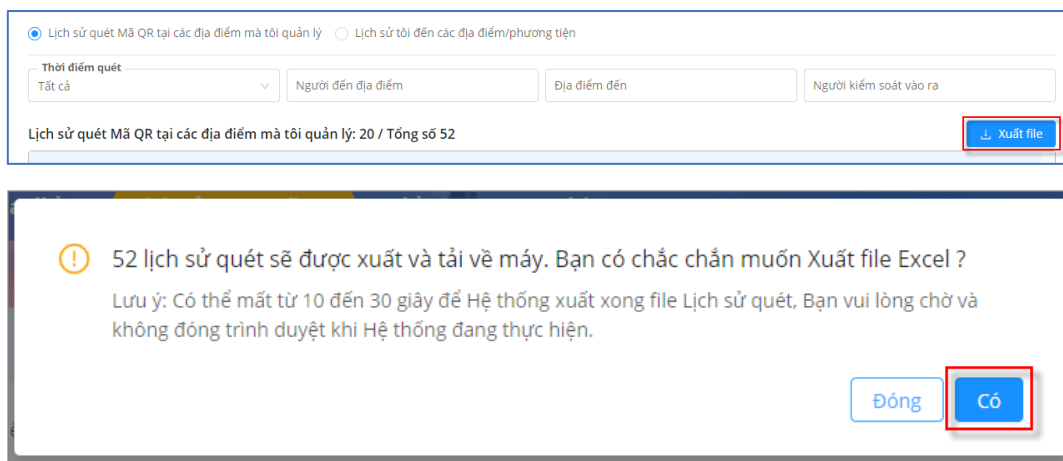 Lịch sử quét Mã QR tại các địa điểm mà tôi quản lý Lịch sử tôi đến các địa điểm/phương tiện
Thời điểm quét
Tất cả Người đến địa điểm Địa điểm đến Người kiểm soát vào ra
Lịch sử quét Mã QR tại các địa điểm mà tôi quản lý: 20 / Tổng số 52 Xuất file
52 lịch sử quét sẽ được xuất và tải về máy. Bạn có chắc chắn muốn Xuất file Excel ?
Lưu ý: Có thể mất từ 10 đến 30 giây để Hệ thống xuất xong file Lịch sử quét, Bạn vui lòng chờ và
không đóng trình duyệt khi Hệ thống đang thực hiện.
Đóng Có